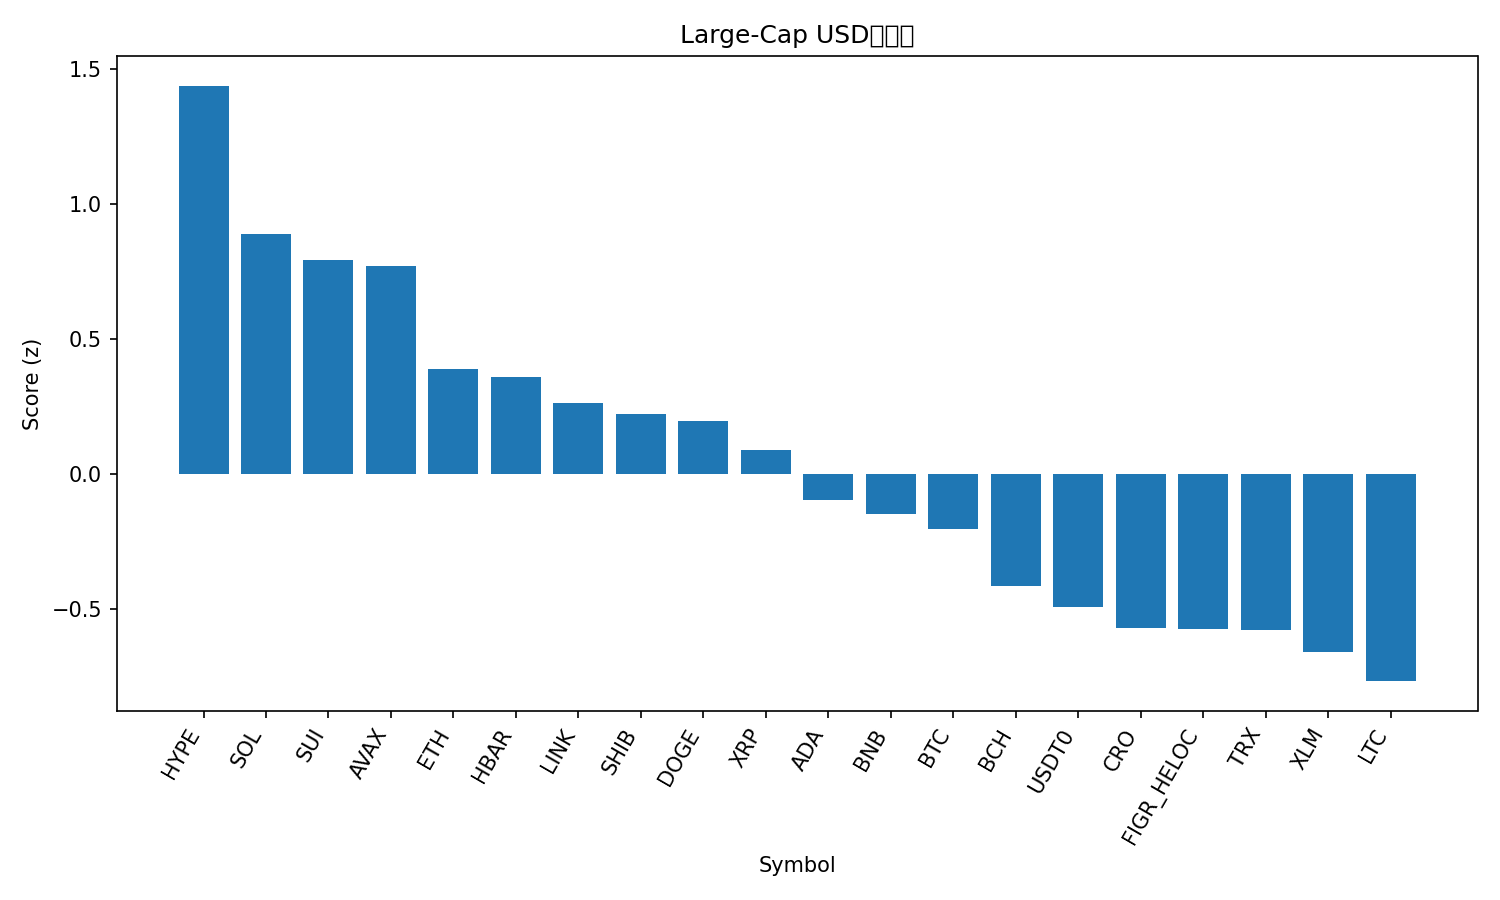 Large-Cap USD
Score (z)
1.5
1.0
0.5
0.0
−0.5
HYPE
SOL
SUI
AVAX
ETH
HBAR
LINK
SHIB
DOGE
XRP
ADA
BNB
BTC
BCH
USDT0
CRO
FIGR_HELOC
TRX
XLM
LTC
Symbol